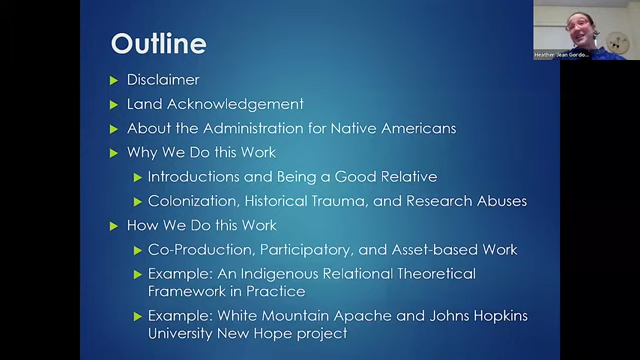 Outline
Disclaimer
Land Acknowledgement
About the Administration for Native Americans
Why We Do this Work
Introductions and Being a Good Relative
Colonization, Historical Trauma, and Research Abuses
How We Do this Work
Co-Production, Participatory, and Asset-based Work
Example: An Indigenous Relational Theoretical
Framework in Practice
Example: White Mountain Apache and Johns Hopkins
University New Hope project
Heather Jean Gordo...